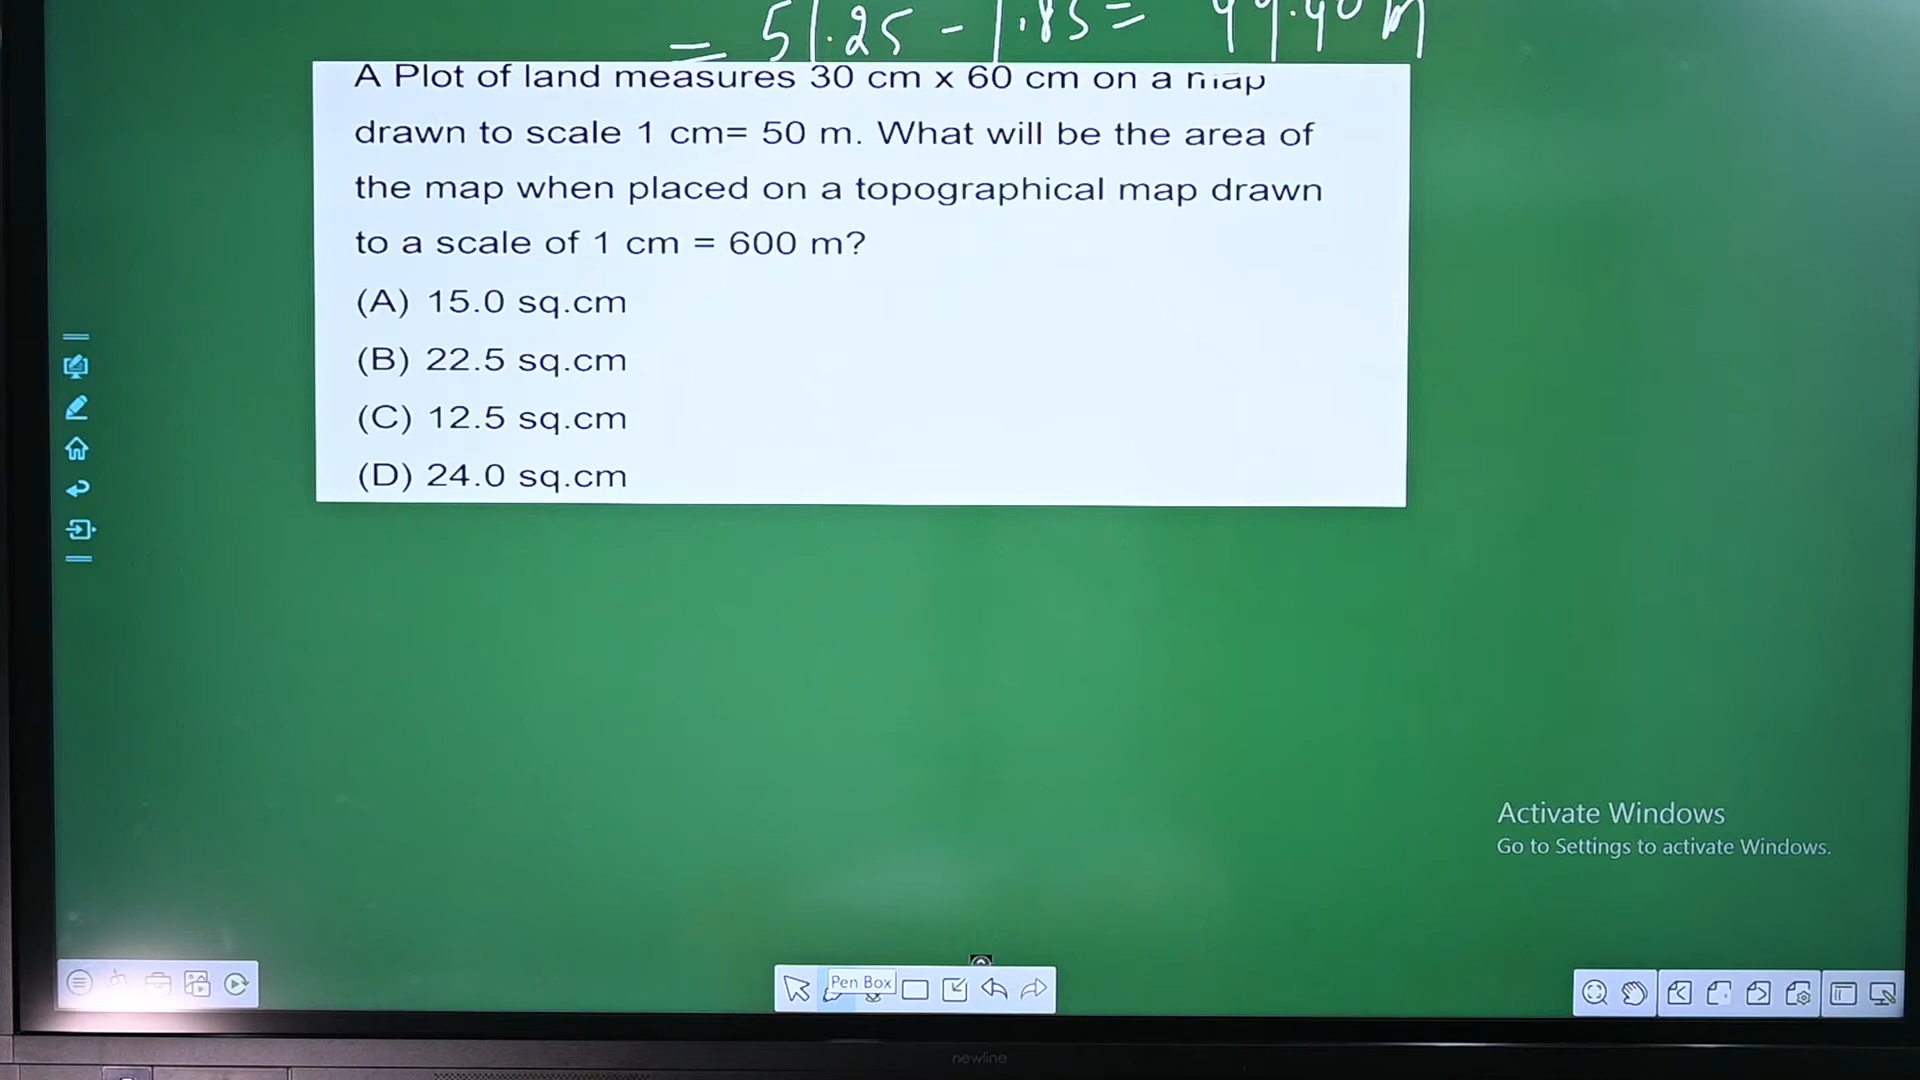 = 51.25 - 1.85 = 49.40 m
A Plot of land measures 30 cm x 60 cm on a map
drawn to scale 1 cm= 50 m. What will be the area of
the map when placed on a topographical map drawn
to a scale of 1 cm = 600 m?
(A) 15.0 sq.cm
(B) 22.5 sq.cm
(C) 12.5 sq.cm
(D) 24.0 sq.cm
Activate Windows
Go to Settings to activate Windows.
Pen Box
newline